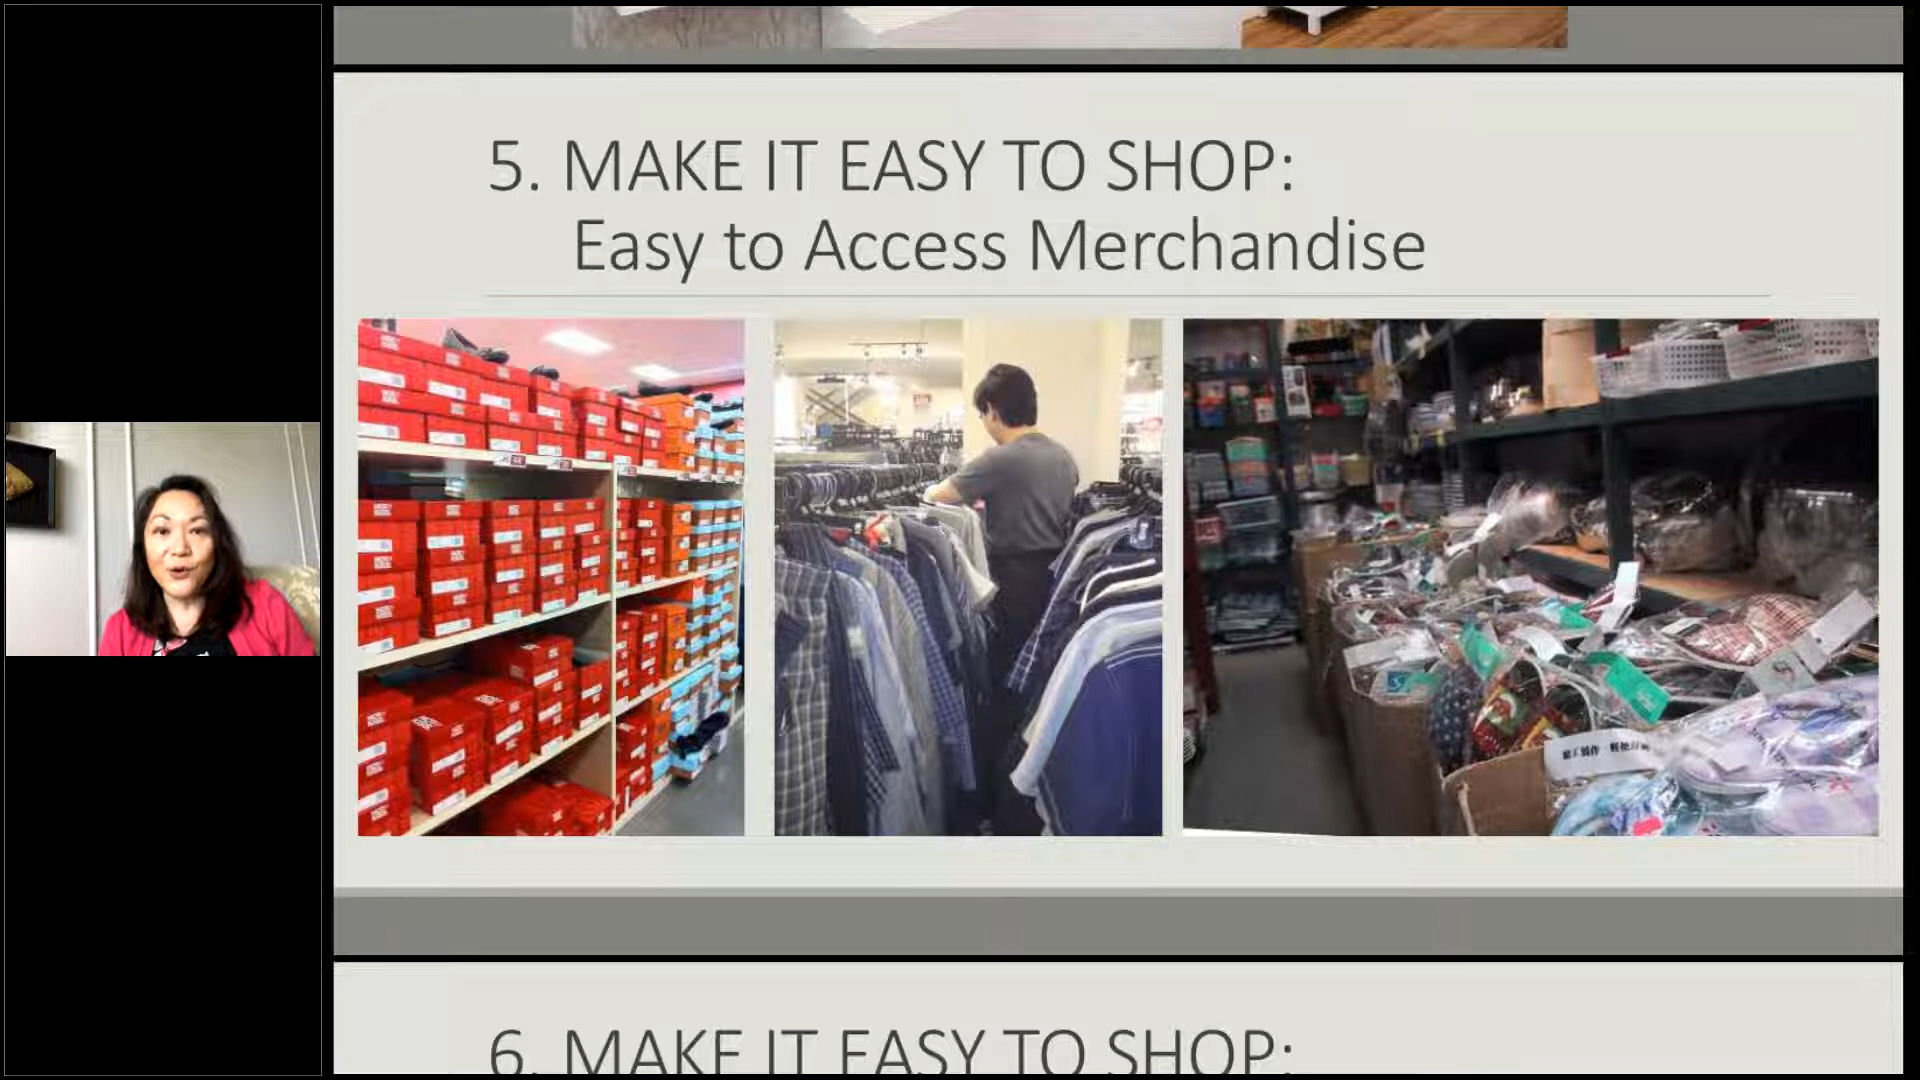 5. MAKE IT EASY TO SHOP:
Easy to Access Merchandise
6. MAKE IT EASY TO SHOP: